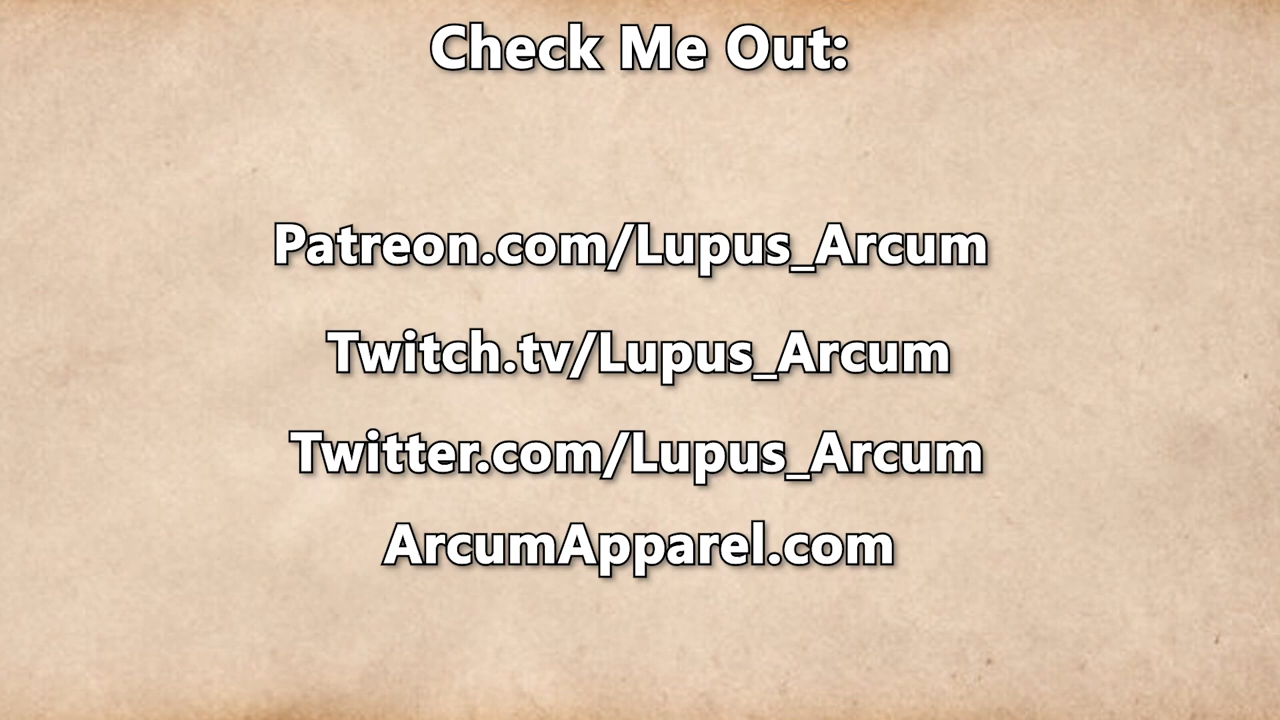 Check Me Out:
Patreon.com/Lupus_Arcum
Twitch.tv/Lupus_Arcum
Twitter.com/Lupus_Arcum
ArcumApparel.com